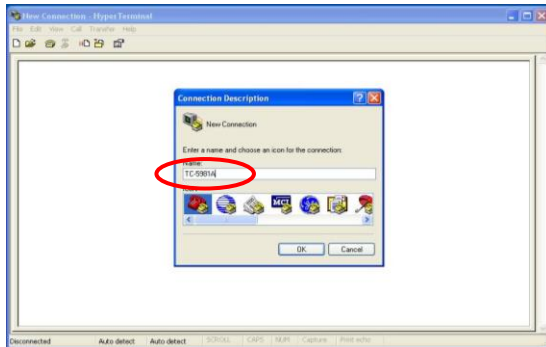 New Connection - HyperTerminal
File Edit View Call Transfer Help
Connection Description
New Connection
Enter a name and choose an icon for the connection:
Name:
TC-5981A
MCI
OK Cancel
Disconnected Auto detect Auto detect SCROLL CAPS NUM Capture Print echo